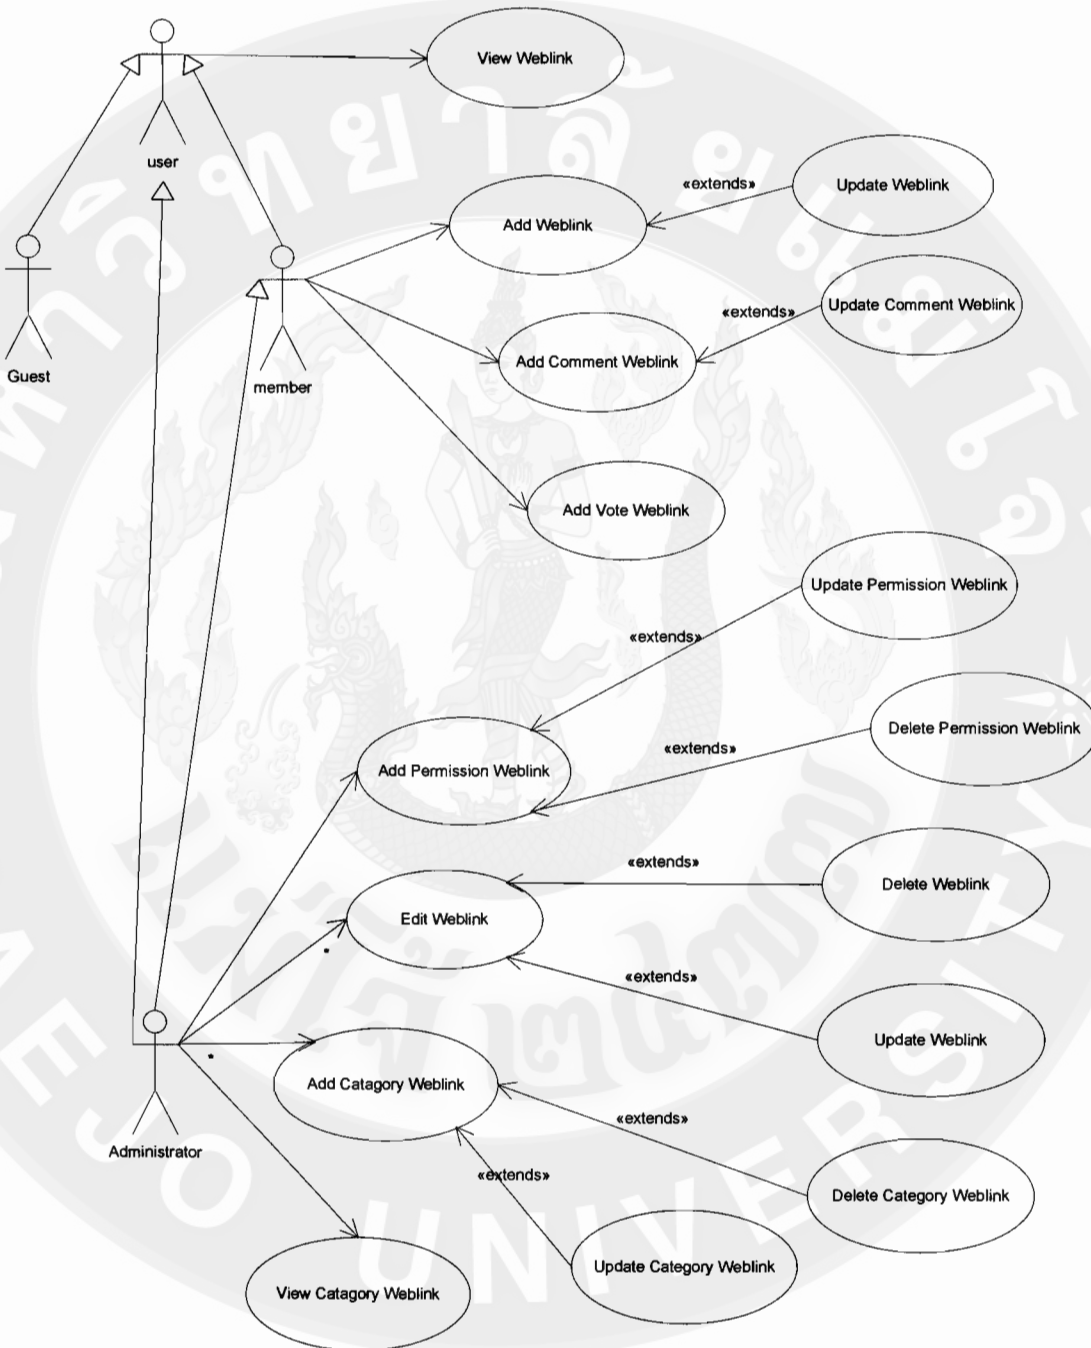 View Weblink
user
Update Weblink
«extends»
Add Weblink
Update Comment Weblink
«extends»
Add Comment Weblink
Guest
member
Add Vote Weblink
Update Permission Weblink
«extends»
Delete Permission Weblink
«extends»
Add Permission Weblink
«extends»
Delete Weblink
Edit Weblink
«extends»
Update Weblink
Add Catagory Weblink
«extends»
Administrator
«extends»
Delete Category Weblink
Update Category Weblink
View Catagory Weblink
UNIVERSITY